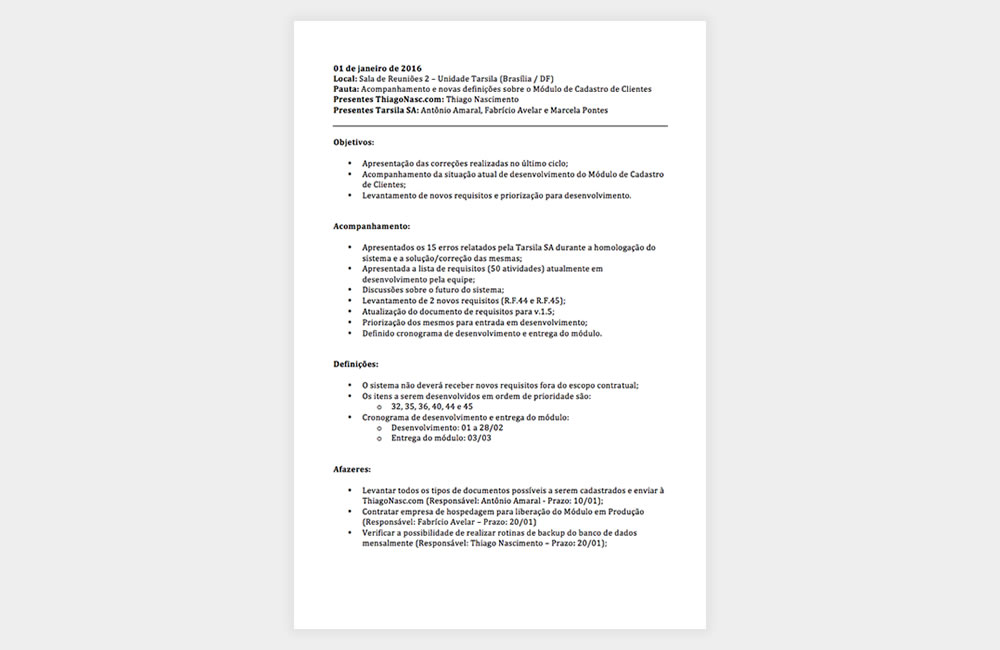 01 de janeiro de 2016
Local: Sala de Reuniões 2 – Unidade Tarsila (Brasília / DF)
Pauta: Acompanhamento e novas definições sobre o Módulo de Cadastro de Clientes
Presentes ThiagoNasc.com: Thiago Nascimento
Presentes Tarsila SA: Antônio Amaral, Fabrício Avelar e Marcela Pontes
Objetivos:
• Apresentação das correções realizadas no último ciclo;
• Acompanhamento da situação atual de desenvolvimento do Módulo de Cadastro
de Clientes;
• Levantamento de novos requisitos e priorização para desenvolvimento.
Acompanhamento:
• Apresentados os 15 erros relatados pela Tarsila SA durante a homologação do
sistema e a solução/correção das mesmas;
• Apresentada a lista de requisitos (50 atividades) atualmente em
desenvolvimento pela equipe;
• Discussões sobre o futuro do sistema;
• Levantamento de 2 novos requisitos (R.F.44 e R.F.45);
• Atualização do documento de requisitos para v.1.5;
• Priorização dos mesmos para entrada em desenvolvimento;
• Definido cronograma de desenvolvimento e entrega do módulo.
Definições:
• O sistema não deverá receber novos requisitos fora do escopo contratual;
• Os itens a serem desenvolvidos em ordem de prioridade são:
o 32, 35, 36, 40, 44 e 45
• Cronograma de desenvolvimento e entrega do módulo:
o Desenvolvimento: 01 a 28/02
o Entrega do módulo: 03/03
Afazeres:
• Levantar todos os tipos de documentos possíveis a serem cadastrados e enviar à
ThiagoNasc.com (Responsável: Antônio Amaral - Prazo: 10/01);
• Contratar empresa de hospedagem para liberação do Módulo em Produção
(Responsável: Fabrício Avelar – Prazo: 20/01)
• Verificar a possibilidade de realizar rotinas de backup do banco de dados
mensalmente (Responsável: Thiago Nascimento – Prazo: 20/01);